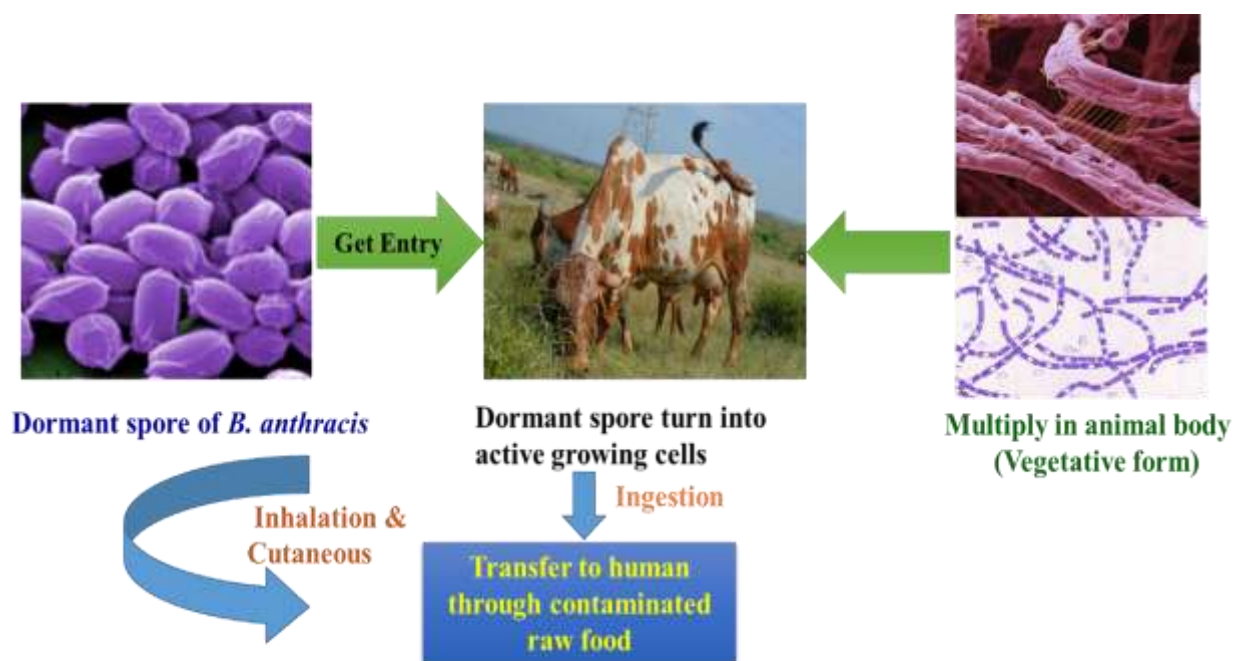 Get Entry
Dormant spore of B. anthracis
Dormant spore turn into
active growing cells
Multiply in animal body
(Vegetative form)
Inhalation &
Cutaneous
Ingestion
Transfer to human
through contaminated
raw food